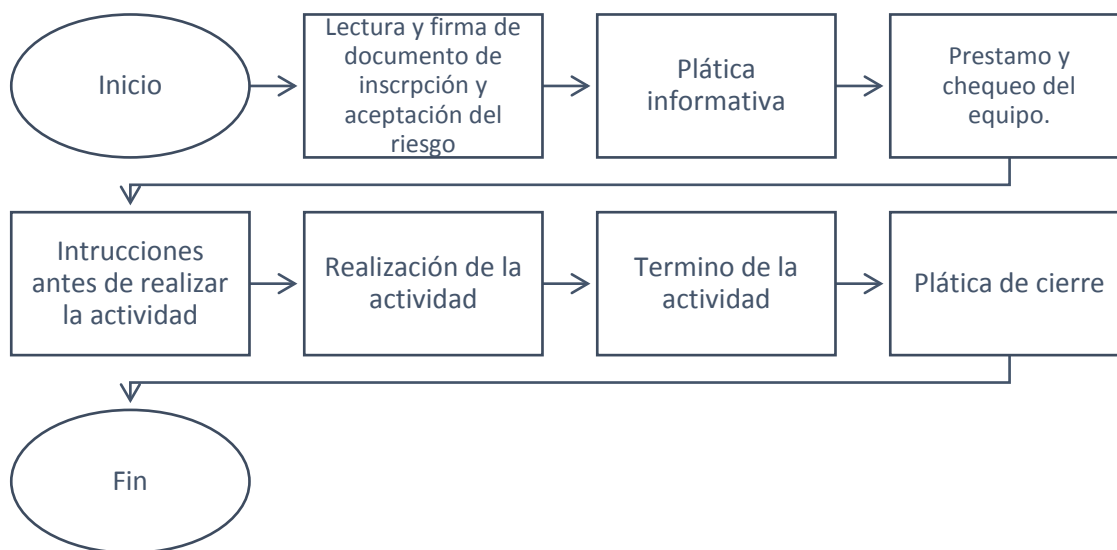 Inicio
Lectura y firma de
documento de
inscrpción y
aceptación del
riesgo
Plática
informativa
Prestamo y
chequeo del
equipo.
Intrucciones
antes de realizar
la actividad
Realización de la
actividad
Termino de la
actividad
Plática de cierre
Fin